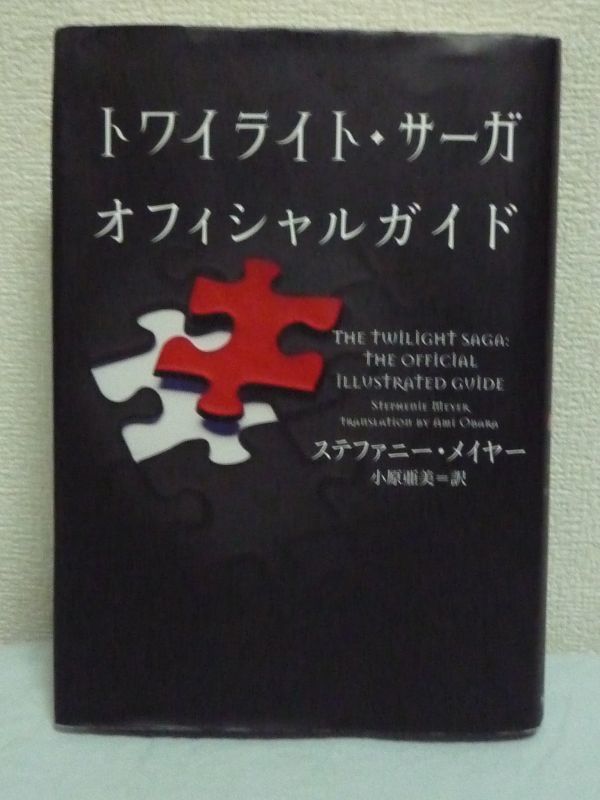 トワイライト・サーガ
オフィシャルガイド
THE TWILIGHT SAGA:
THE OFFICIAL
ILLUSTRATED GUIDE
STEPHENIE MEYER
TRANSLATION BY AMI OBARA
ステファニー・メイヤー
小原亜美＝訳